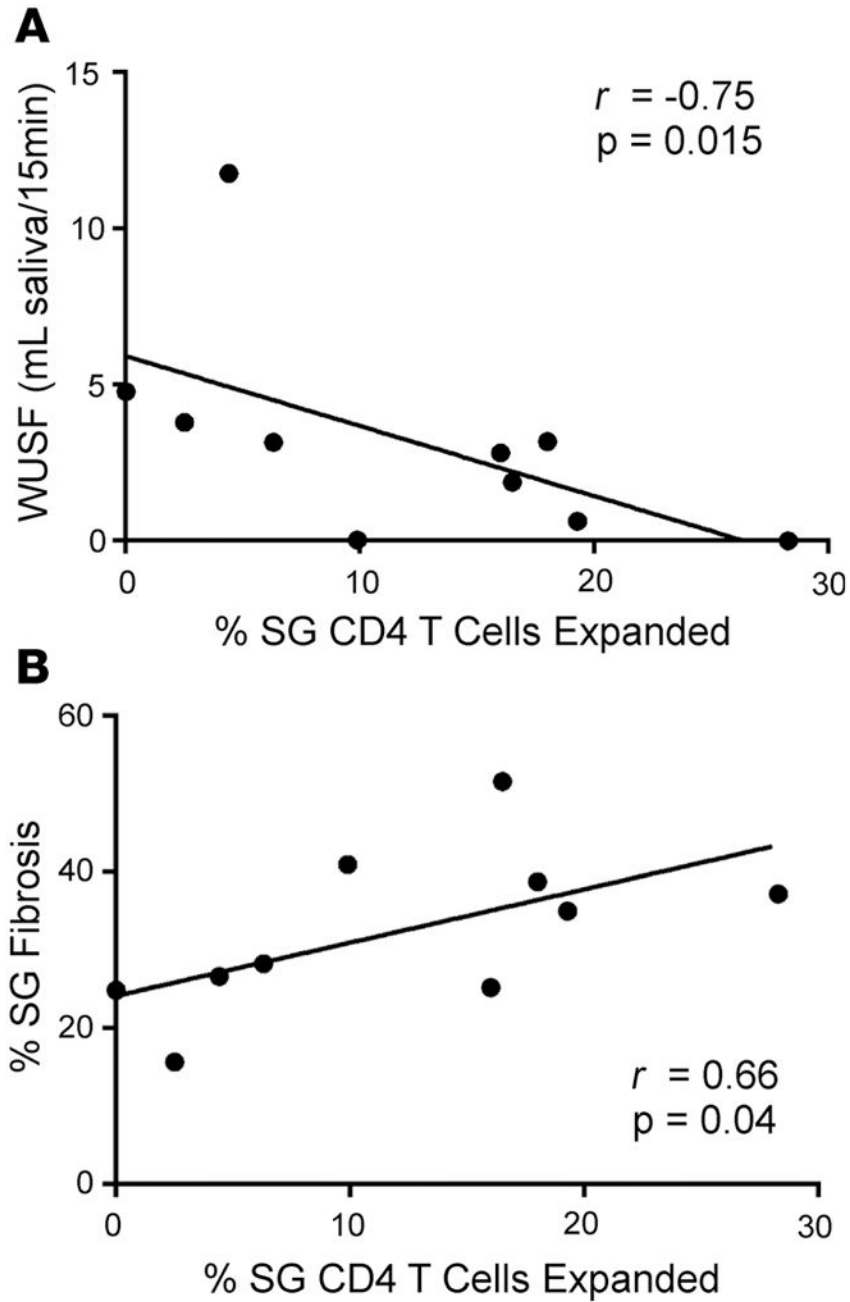 A
WUSF (mL saliva/15min)
15
10
5
0
r = -0.75
p = 0.015
0 10 20 30
% SG CD4 T Cells Expanded
B
% SG Fibrosis
60
40
20
0
r = 0.66
p = 0.04
0 10 20 30
% SG CD4 T Cells Expanded